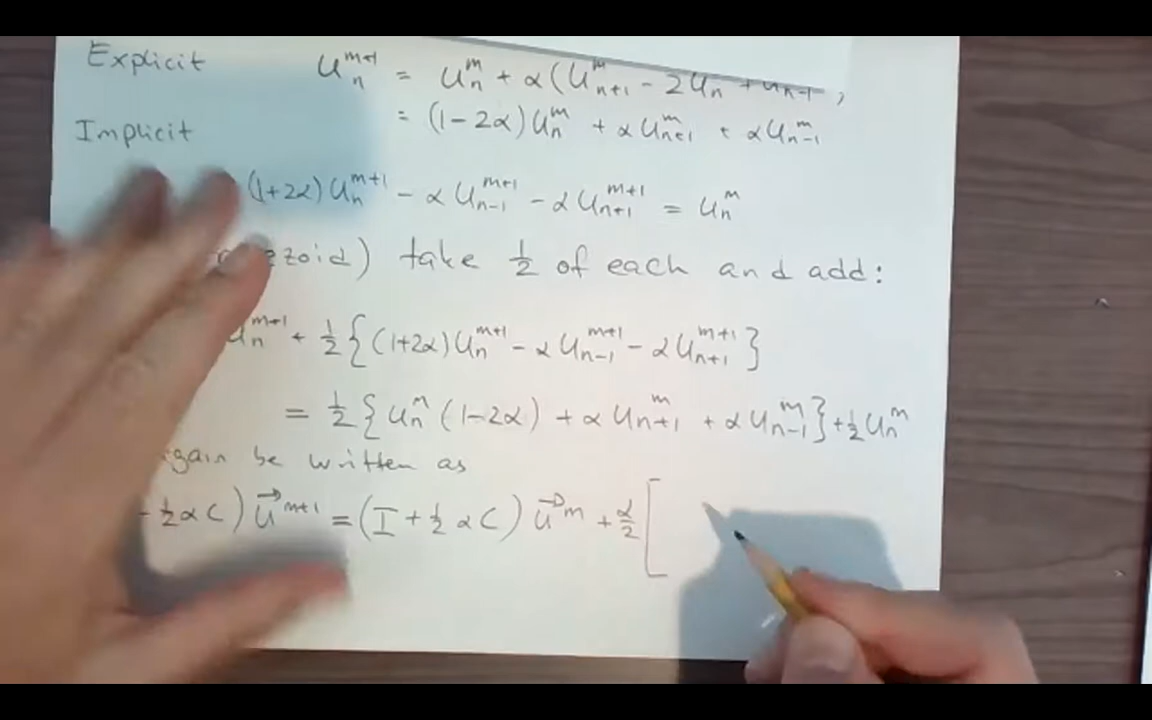 Explicit u_n^{m+1} = u_n^m + α(u_{n+1}^m - 2u_n + u_{n-1}
= (1-2α)u_n^m + αu_{n+1}^m + αu_{n-1}^m
Implicit
(1+2α)u_n^{m+1} - αu_{n-1}^{m+1} - αu_{n+1}^{m+1} = u_n^m
zoid) take ½ of each and add:
u_n^{m+1} + ½{(1+2α)u_n^{m+1} - αu_{n-1}^{m+1} - αu_{n+1}^{m+1}}
= ½{u_n^m(1-2α) + αu_{n+1}^m + αu_{n-1}^m} + ½u_n^m
gain be written as
- ½αC)u⃗^{m+1} = (I + ½αC)u⃗^m + α/2[